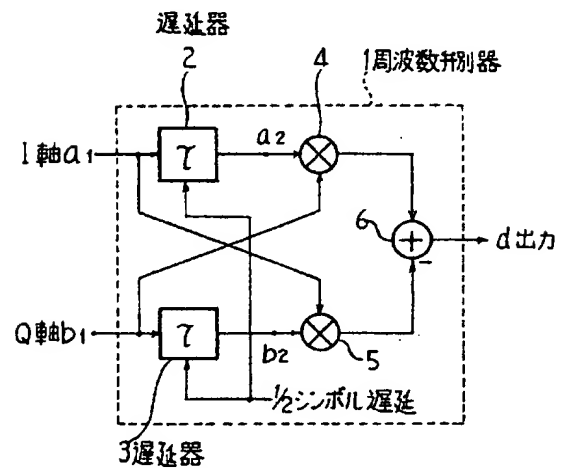 遅延器
2
4
1周波数弁別器
I軸a1
τ
a2
6
+
-
d出力
Q軸b1
τ
b2
5
1/2シンボル遅延
3遅延器